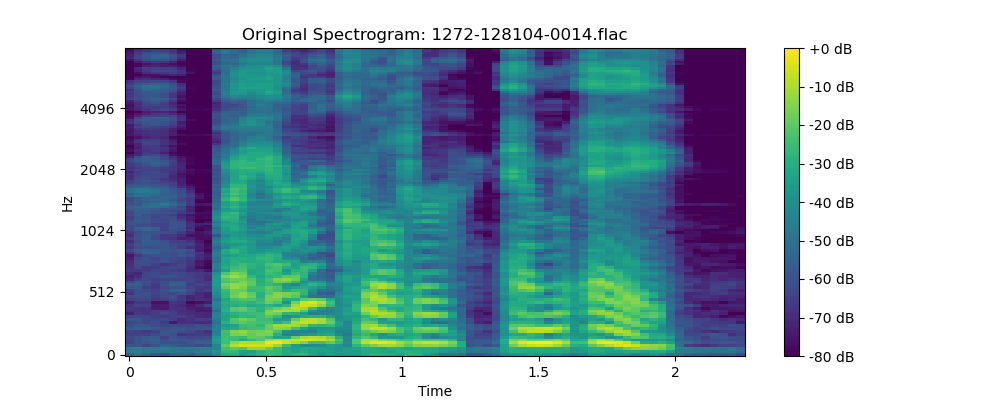 Original Spectrogram: 1272-128104-0014.flac
+0 dB
-10 dB
4096
-20 dB
2048
-30 dB
Hz
-40 dB
1024
-50 dB
512
-60 dB
-70 dB
0
-80 dB
0 0.5 1 1.5 2
Time